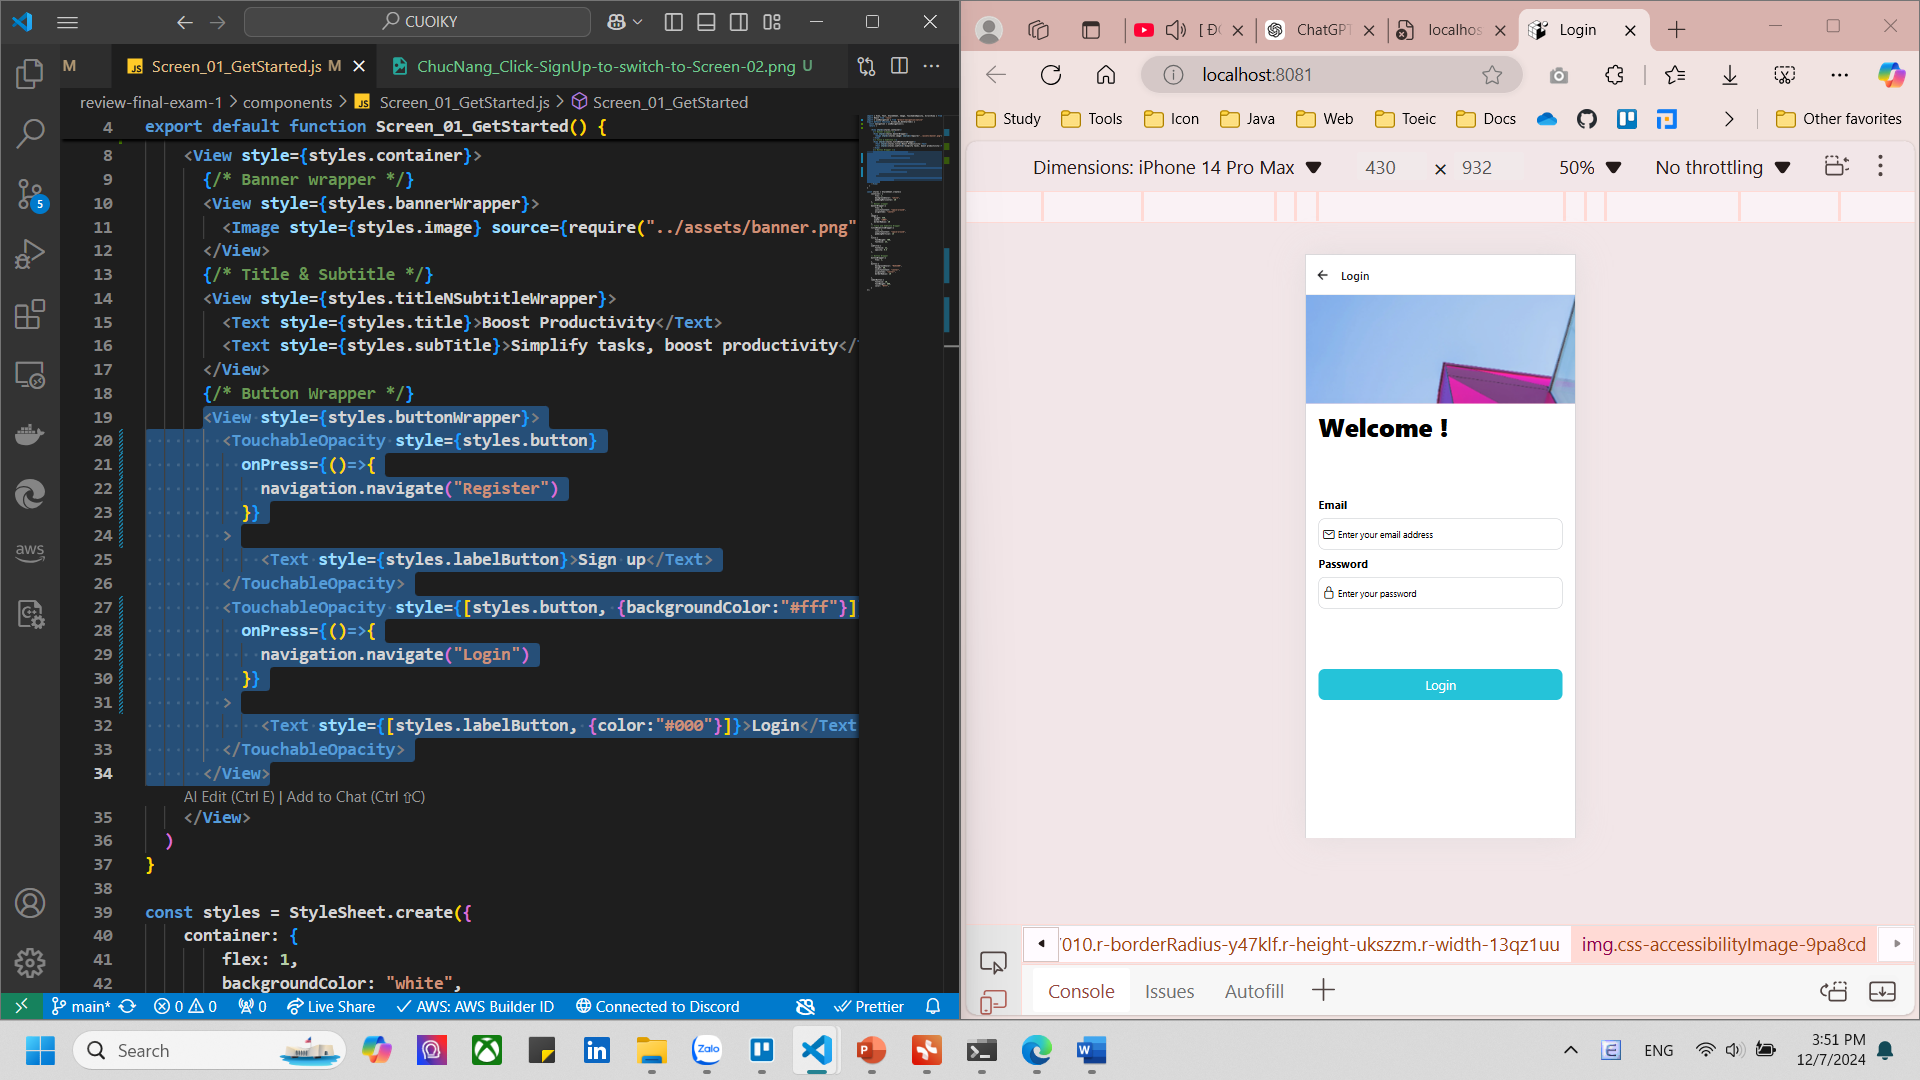 CUOIKY
M
Screen_01_GetStarted.js M
ChucNang_Click-SignUp-to-switch-to-Screen-02.png U
review-final-exam-1 > components > Screen_01_GetStarted.js > Screen_01_GetStarted
4 export default function Screen_01_GetStarted() {
8 <View style={styles.container}>
9 {/* Banner wrapper */}
10 <View style={styles.bannerWrapper}>
11 <Image style={styles.image} source={require("../assets/banner.png"
12 </View>
13 {/* Title & Subtitle */}
14 <View style={styles.titleNSubtitleWrapper}>
15 <Text style={styles.title}>Boost Productivity</Text>
16 <Text style={styles.subTitle}>Simplify tasks, boost productivity</
17 </View>
18 {/* Button Wrapper */}
19 <View style={styles.buttonWrapper}>
20 <TouchableOpacity style={styles.button}
21 onPress={()=>{
22 navigation.navigate("Register")
23 }}
24 >
25 <Text style={styles.labelButton}>Sign up</Text>
26 </TouchableOpacity>
27 <TouchableOpacity style={[styles.button, {backgroundColor:"#fff"}]
28 onPress={()=>{
29 navigation.navigate("Login")
30 }}
31 >
32 <Text style={[styles.labelButton, {color:"#000"}]}>Login</Text
33 </TouchableOpacity>
34 </View>
AI Edit (Ctrl E) | Add to Chat (Ctrl ⇧C)
35 </View>
36 )
37 }
38
39 const styles = StyleSheet.create({
40 container: {
41 flex: 1,
42 backgroundColor: "white",
5
aws
main* 0 0 0 Live Share AWS: AWS Builder ID Connected to Discord Prettier
[ ĐC
ChatGPT
localhos
Login
localhost:8081
Study Tools Icon Java Web Toeic Docs Other favorites
Dimensions: iPhone 14 Pro Max 430 × 932 50% No throttling
Login
Welcome !
Email
Enter your email address
Password
Enter your password
Login
010.r-borderRadius-y47klf.r-height-ukszzm.r-width-13qz1uu img.css-accessibilityImage-9pa8cd
Console Issues Autofill
Search
Zalo
ENG
3:51 PM
12/7/2024